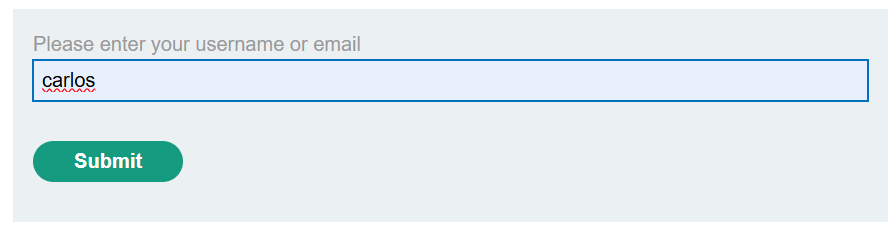 Please enter your username or email
carlos
Submit